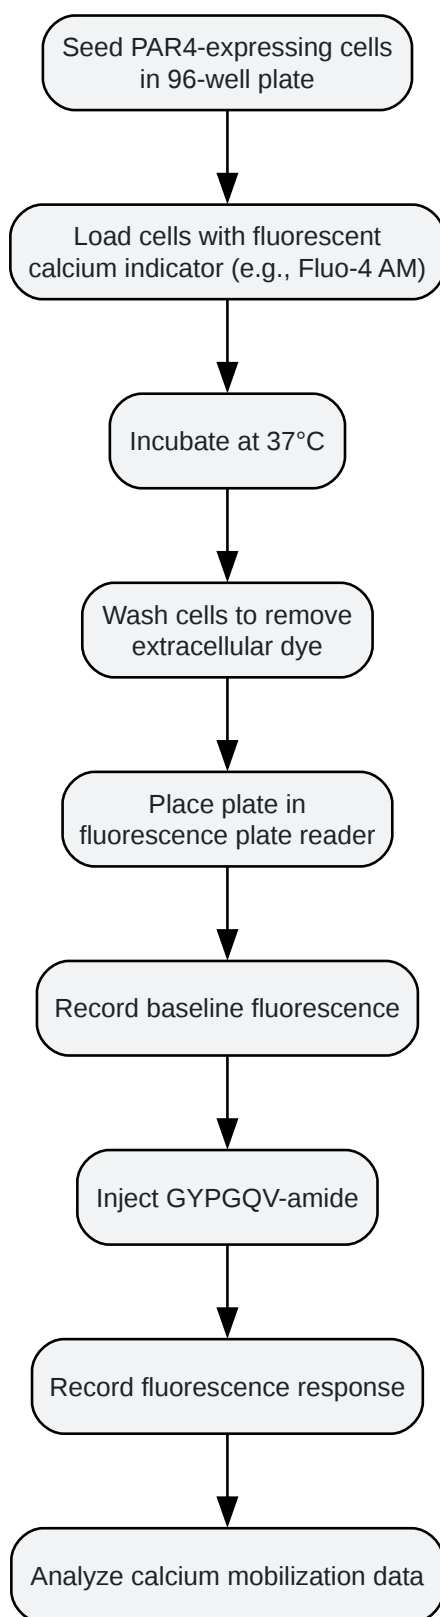 Seed PAR4-expressing cells
in 96-well plate
Load cells with fluorescent
calcium indicator (e.g., Fluo-4 AM)
Incubate at 37°C
Wash cells to remove
extracellular dye
Place plate in
fluorescence plate reader
Record baseline fluorescence
Inject GYPGQV-amide
Record fluorescence response
Analyze calcium mobilization data